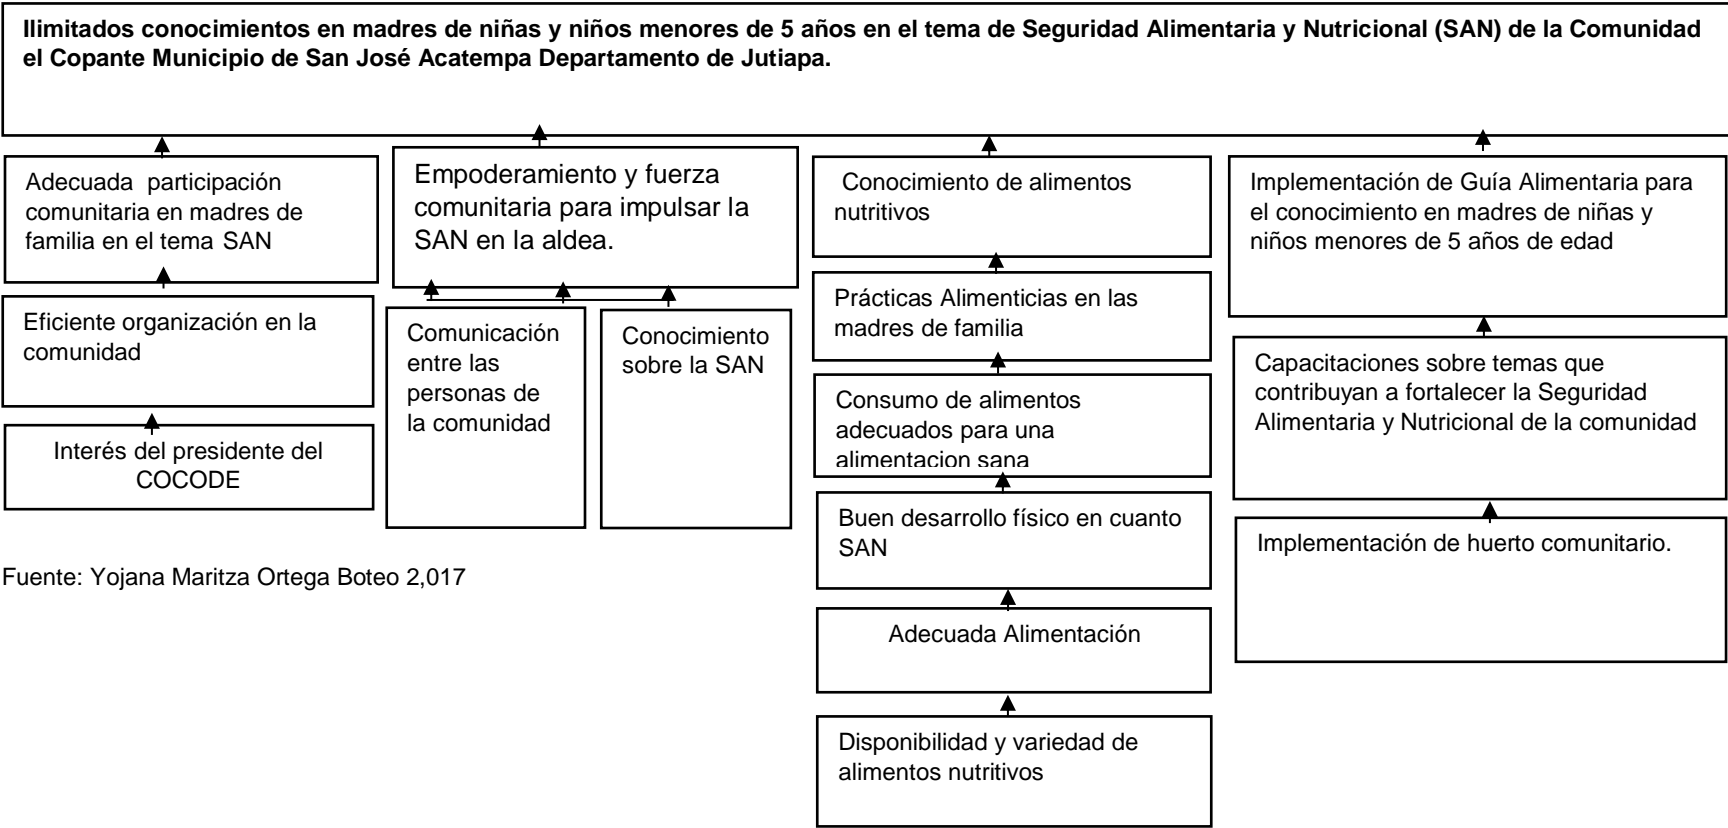 Ilimitados conocimientos en madres de niñas y niños menores de 5 años en el tema de Seguridad Alimentaria y Nutricional (SAN) de la Comunidad
el Copante Municipio de San José Acatempa Departamento de Jutiapa.
Adecuada participación
comunitaria en madres de
familia en el tema SAN
Eficiente organización en la
comunidad
Interés del presidente del
COCODE
Empoderamiento y fuerza
comunitaria para impulsar la
SAN en la aldea.
Comunicación
entre las
personas de
la comunidad
Conocimiento
sobre la SAN
Conocimiento de alimentos
nutritivos
Prácticas Alimenticias en las
madres de familia
Consumo de alimentos
adecuados para una
alimentacion sana
Buen desarrollo físico en cuanto
SAN
Adecuada Alimentación
Disponibilidad y variedad de
alimentos nutritivos
Implementación de Guía Alimentaria para
el conocimiento en madres de niñas y
niños menores de 5 años de edad
Capacitaciones sobre temas que
contribuyan a fortalecer la Seguridad
Alimentaria y Nutricional de la comunidad
Implementación de huerto comunitario.
Fuente: Yojana Maritza Ortega Boteo 2,017